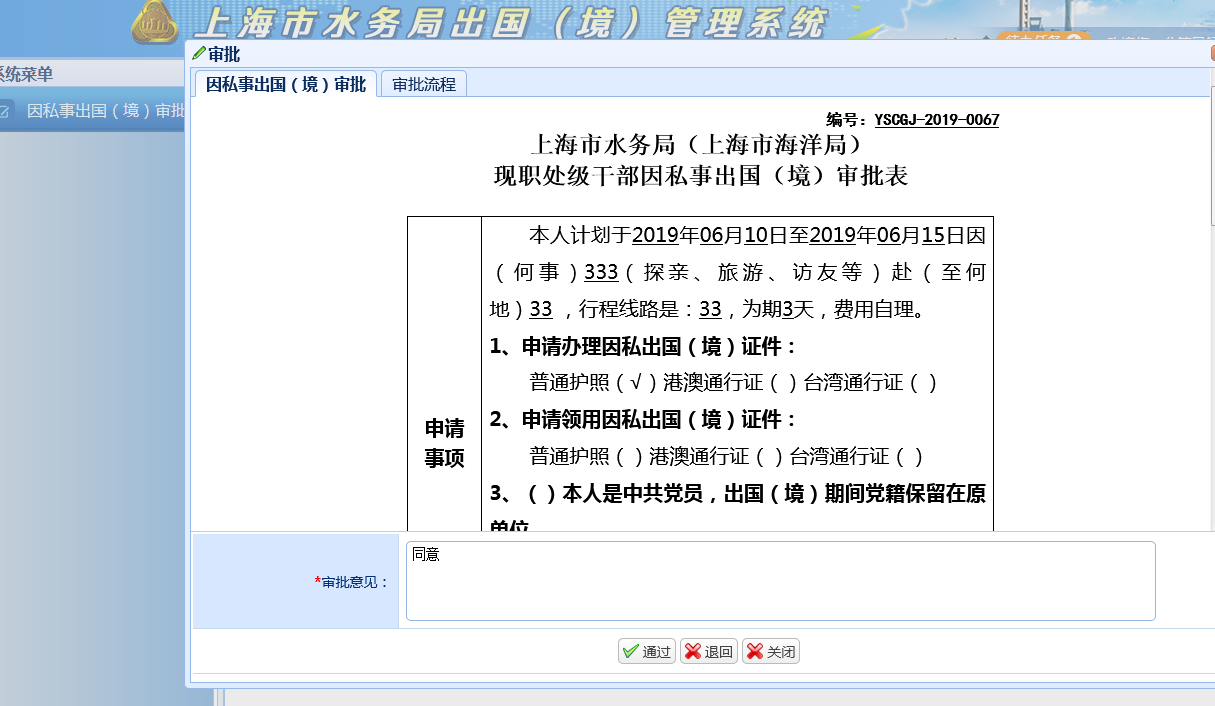 上海市水务局出国（境）管理系统
待办任务
审批
系统菜单
因私事出国（境）审批
审批流程
因私事出国（境）审批
编号：YSCGJ-2019-0067
上海市水务局（上海市海洋局）
现职处级干部因私事出国（境）审批表
本人计划于2019年06月10日至2019年06月15日因
（何事）333（探亲、旅游、访友等）赴（至何
地）33 ，行程线路是：33，为期3天，费用自理。
1、申请办理因私出国（境）证件：
普通护照（√ ）港澳通行证（ ）台湾通行证（ ）
2、申请领用因私出国（境）证件：
普通护照（ ）港澳通行证（ ）台湾通行证（ ）
申请
事项
3、（ ）本人是中共党员，出国（境）期间党籍保留在原
单位
同意
*审批意见：
通过
退回
关闭